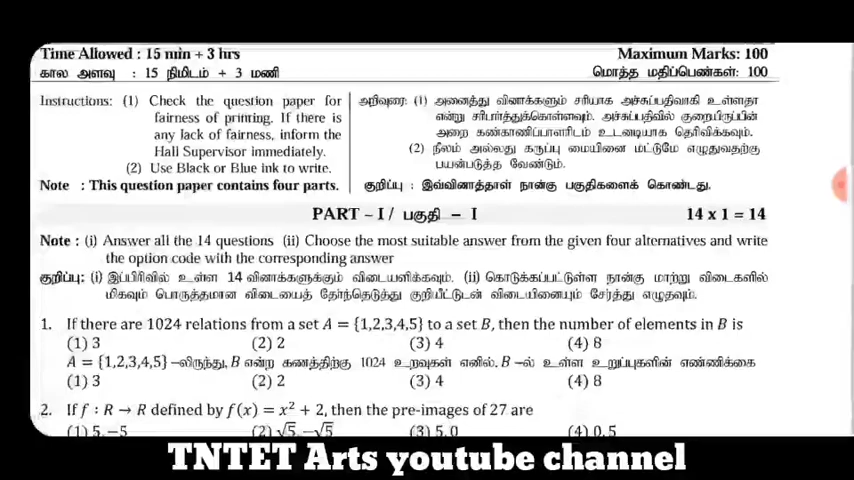 Time Allowed : 15 min + 3 hrs Maximum Marks: 100
கால அளவு : 15 நிமிடம் + 3 மணி மொத்த மதிப்பெண்கள்: 100
Instructions: (1) Check the question paper for
fairness of printing. If there is
any lack of fairness, inform the
Hall Supervisor immediately.
(2) Use Black or Blue ink to write.
Note : This question paper contains four parts.
அறிவுரை: (1) அனைத்து வினாக்களும் சரியாக அச்சுப்பதிவாகி உள்ளதா
என்று சரிபார்த்துக்கொள்ளவும். அச்சுப்பதிவில் குறையிருப்பின்
அறை கண்காணிப்பாளரிடம் உடனடியாக தெரிவிக்கவும்.
(2) நீலம் அல்லது கருப்பு மையினை மட்டுமே எழுதுவதற்கு
பயன்படுத்த வேண்டும்.
குறிப்பு : இவ்வினாத்தாள் நான்கு பகுதிகளைக் கொண்டது.
PART – I / பகுதி – I 14 x 1 = 14
Note : (i) Answer all the 14 questions (ii) Choose the most suitable answer from the given four alternatives and write
the option code with the corresponding answer
குறிப்பு: (i) இப்பிரிவில் உள்ள 14 வினாக்களுக்கும் விடையளிக்கவும். (ii) கொடுக்கப்பட்டுள்ள நான்கு மாற்று விடைகளில்
மிகவும் பொருத்தமான விடையைத் தேர்ந்தெடுத்து குறியீட்டுடன் விடையினையும் சேர்த்து எழுதவும்.
1. If there are 1024 relations from a set A = {1,2,3,4,5} to a set B, then the number of elements in B is
(1) 3 (2) 2 (3) 4 (4) 8
A = {1,2,3,4,5} –லிருந்து, B என்ற கணத்திற்கு 1024 உறவுகள் எனில். B –ல் உள்ள உறுப்புகளின் எண்ணிக்கை
(1) 3 (2) 2 (3) 4 (4) 8
2. If f : R → R defined by f(x) = x² + 2, then the pre-images of 27 are
(1) 5, −5 (2) √5, −√5 (3) 5,0 (4) 0,5
TNTET Arts youtube channel